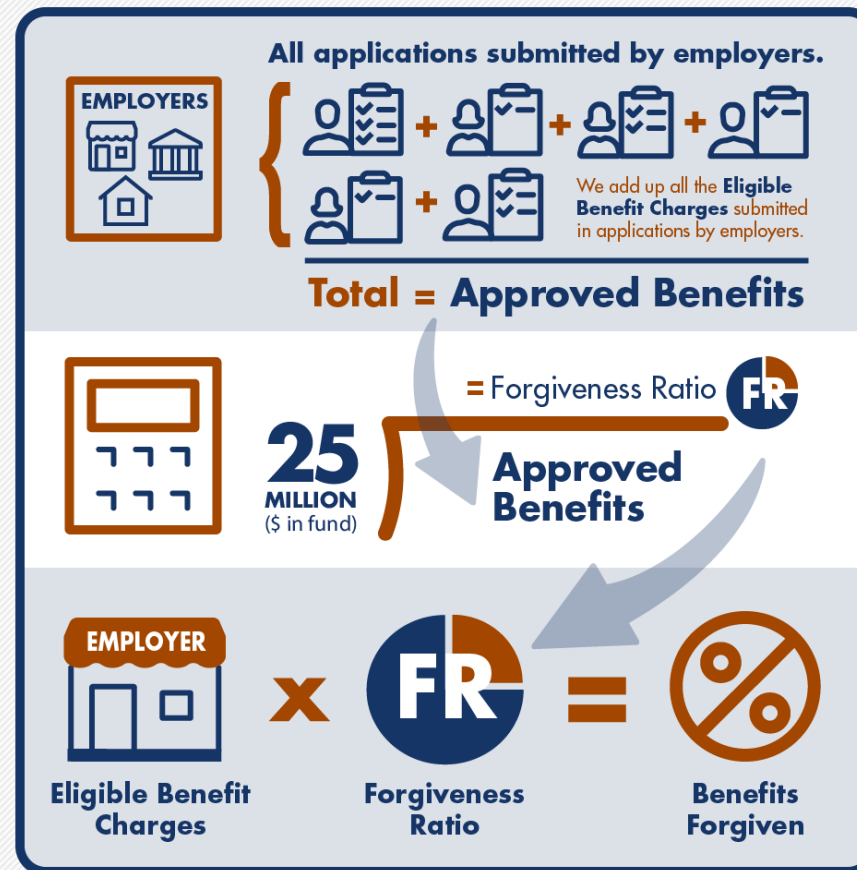 All applications submitted by employers.
EMPLOYERS
+ + +
+
We add up all the Eligible
Benefit Charges submitted
in applications by employers.
Total = Approved Benefits
= Forgiveness Ratio FR
25
MILLION
($ in fund)
Approved
Benefits
EMPLOYER
x FR = %
Eligible Benefit
Charges
Forgiveness
Ratio
Benefits
Forgiven